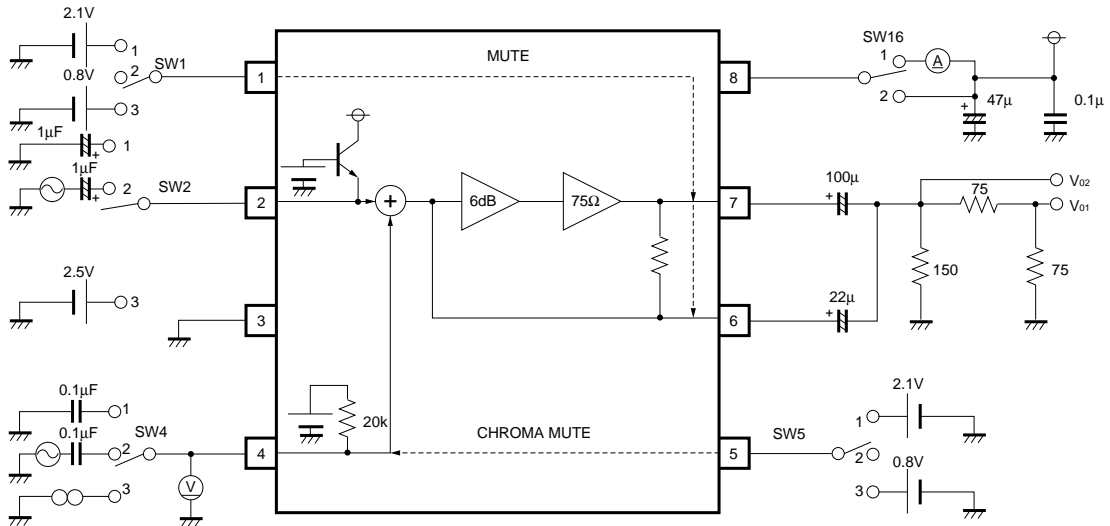 2.1V
1
2
SW1
0.8V
3
1µF
1
1µF
2
SW2
2.5V
3
0.1µF
1
0.1µF
2
SW4
V
3
1
2
3
4
MUTE
+
6dB
75Ω
20k
CHROMA MUTE
8
7
6
5
SW16
1
A
2
+
47µ
0.1µ
100µ
+
75
V02
V01
150
75
22µ
+
2.1V
1
SW5
2
0.8V
3